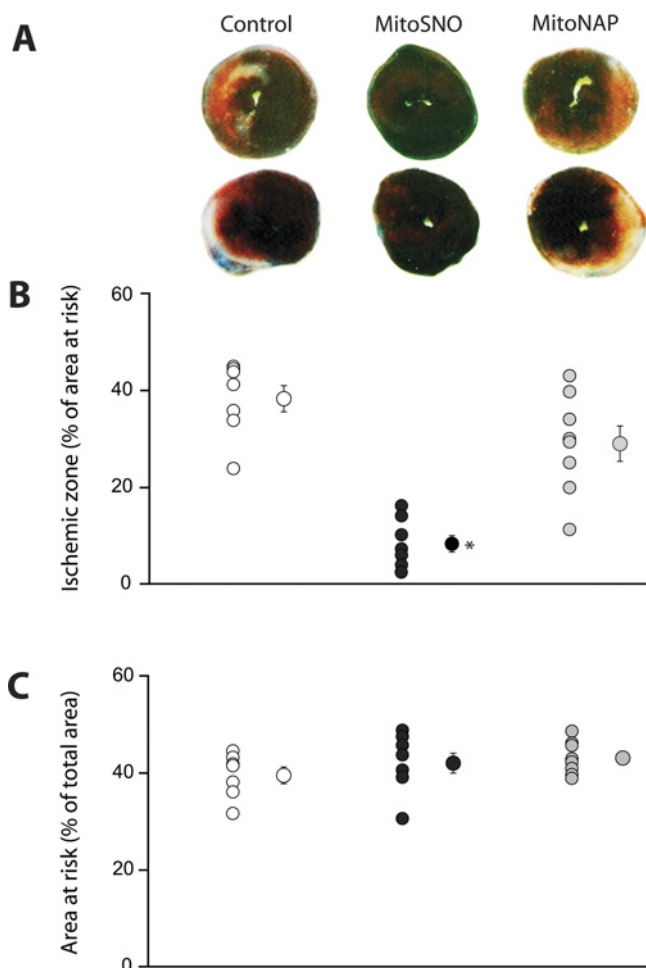 A
Control MitoSNO MitoNAP
B
Ischemic zone (% of area at risk)
60
40
20
0
*
C
Area at risk (% of total area)
60
40
20
0